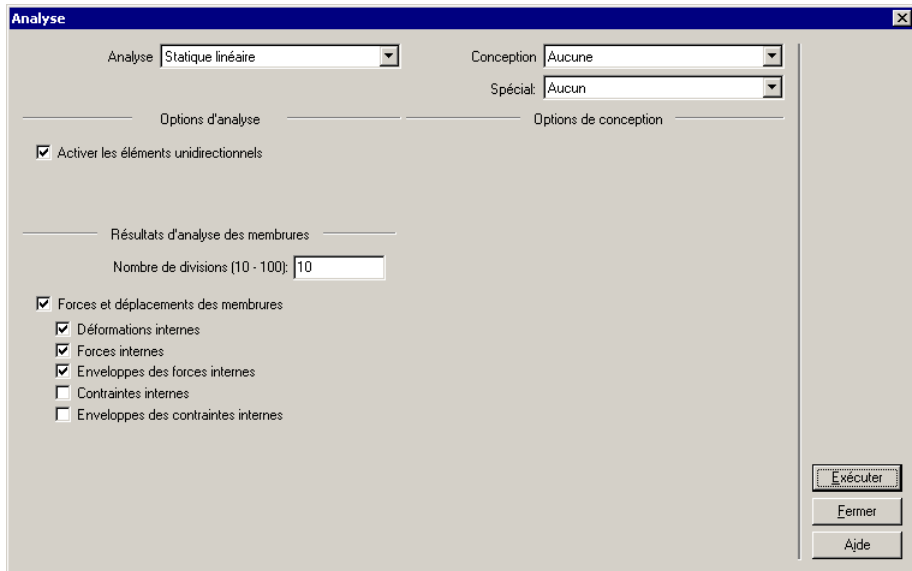 Analyse
Analyse Statique linéaire
Conception Aucune
Spécial: Aucun
Options d'analyse
Options de conception
Activer les éléments unidirectionnels
Résultats d'analyse des membrures
Nombre de divisions (10 - 100): 10
Forces et déplacements des membrures
Déformations internes
Forces internes
Enveloppes des forces internes
Contraintes internes
Enveloppes des contraintes internes
Exécuter
Fermer
Aide